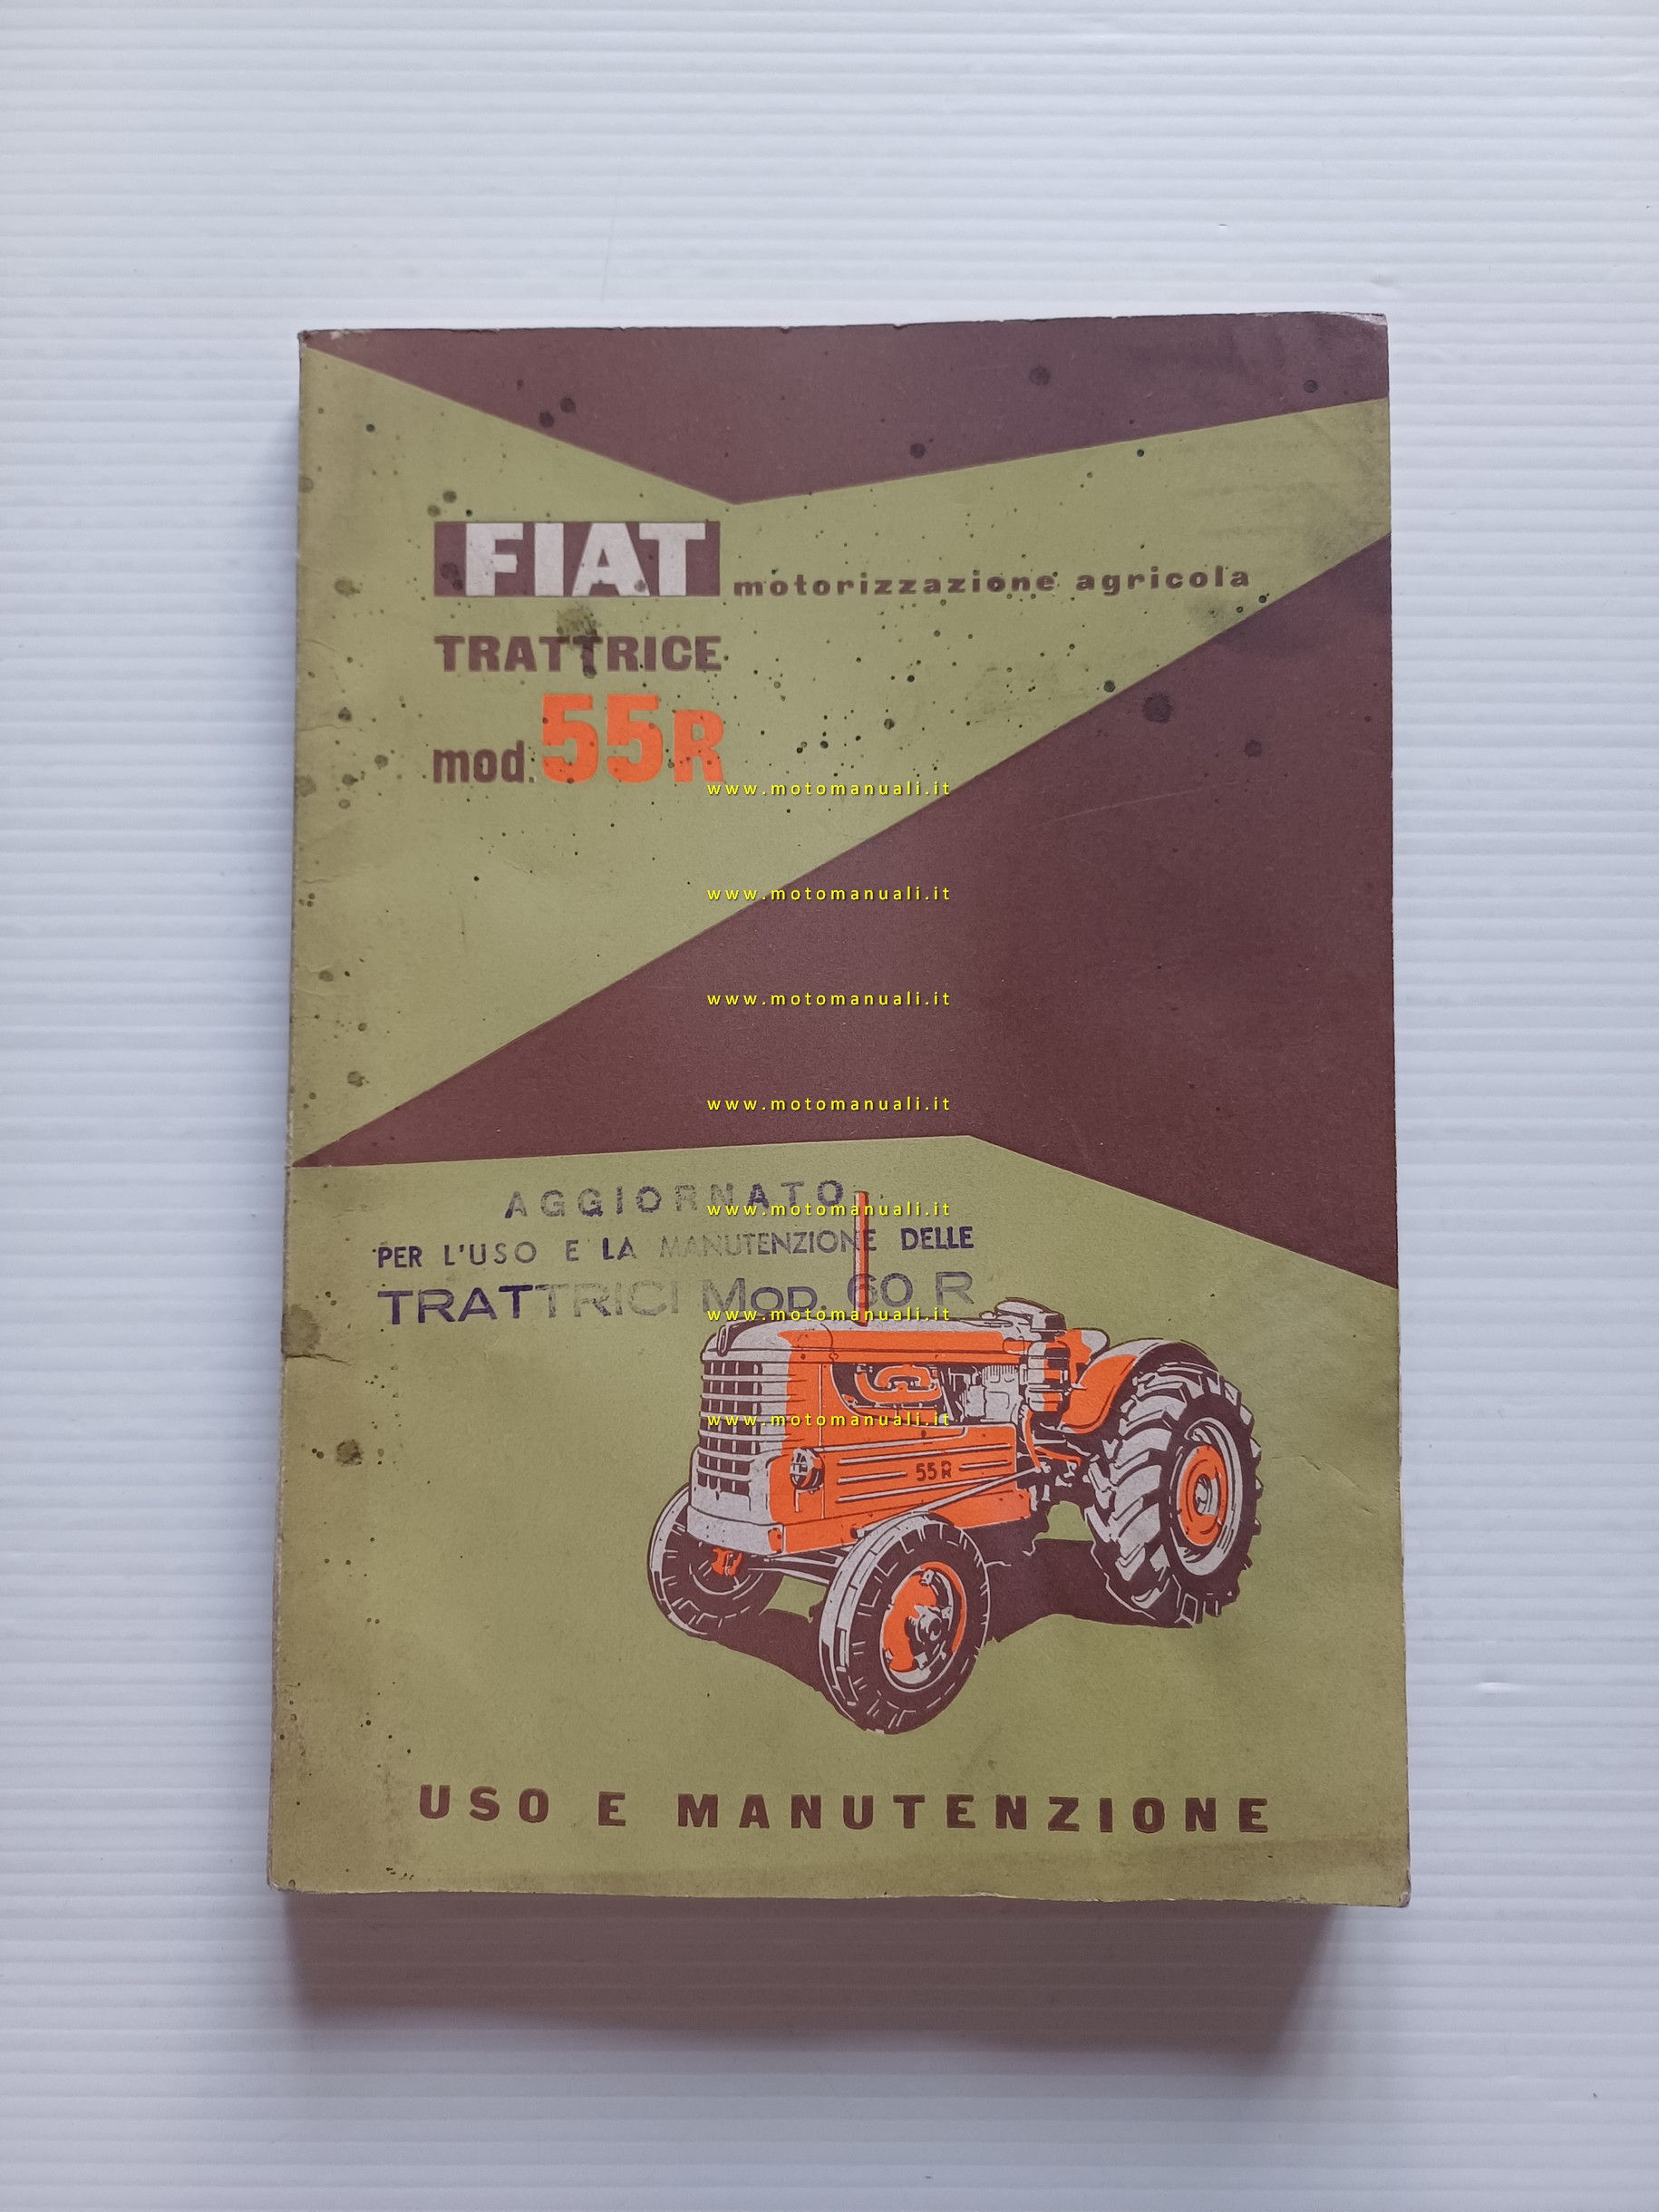 FIAT motorizzazione agricola
TRATTRICE
mod. 55R
www.motomanuali.it
www.motomanuali.it
www.motomanuali.it
www.motomanuali.it
AGGIORNATO
www.motomanuali.it
PER L'USO E LA MANUTENZIONE DELLE
TRATTRICI MOD. 60 R
www.motomanuali.it
www.motomanuali.it
55R
USO E MANUTENZIONE